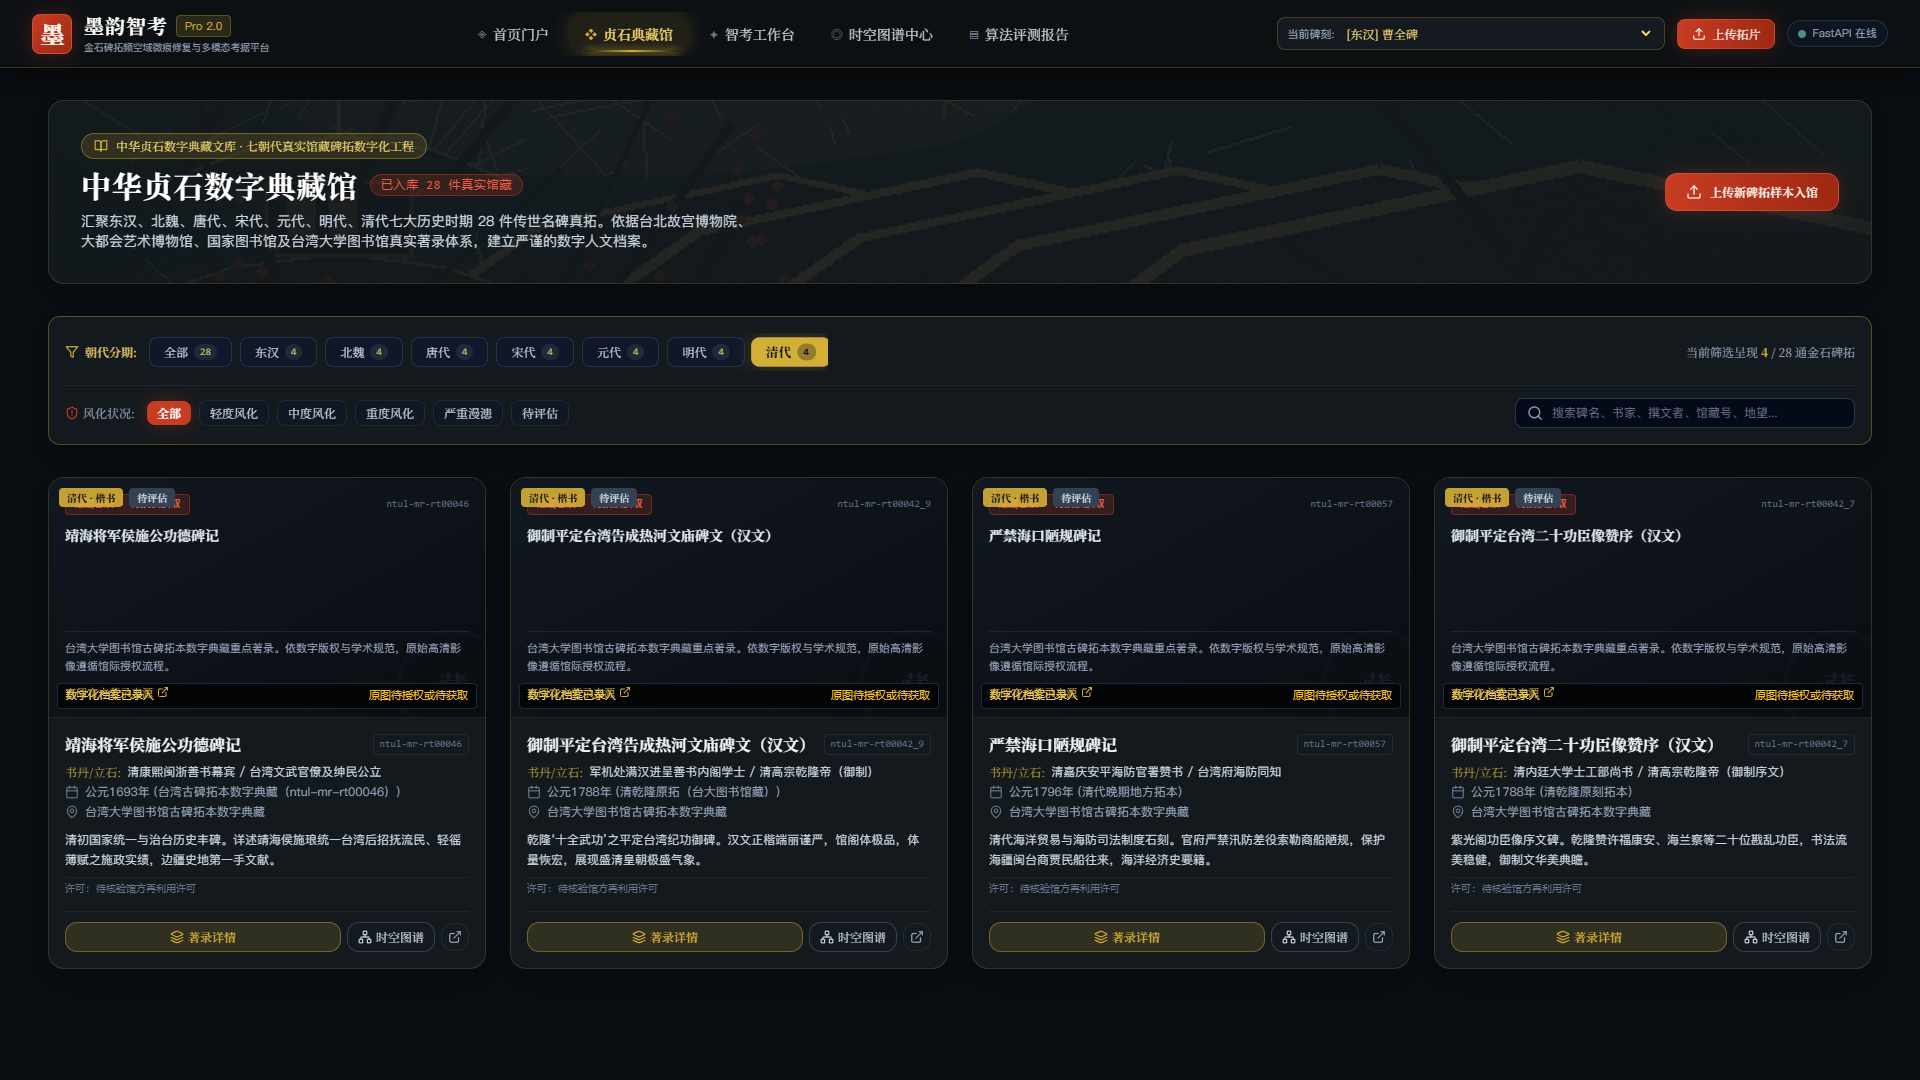 墨
墨韵智考 Pro 2.0
金石碑拓频空域微痕修复与多模态考据平台
首页门户
贞石典藏馆
智考工作台
时空图谱中心
算法评测报告
当前碑刻: [东汉] 曹全碑
上传拓片
FastAPI 在线
中华贞石数字典藏文库 · 七朝代真实馆藏碑拓数字化工程
中华贞石数字典藏馆 已入库 28 件真实馆藏
汇聚东汉、北魏、唐代、宋代、元代、明代、清代七大历史时期 28 件传世名碑真拓。依据台北故宫博物院、
大都会艺术博物馆、国家图书馆及台湾大学图书馆真实著录体系，建立严谨的数字人文档案。
上传新碑拓样本入馆
朝代分期: 全部 28 东汉 4 北魏 4 唐代 4 宋代 4 元代 4 明代 4 清代 4
当前筛选呈现 4 / 28 通金石碑拓
风化状况: 全部 轻度风化 中度风化 重度风化 严重漫漶 待评估
搜索碑名、书家、撰文者、馆藏号、地望...
清代 · 楷书 待评估 ntul-mr-rt00046
靖海将军侯施公功德碑记
台湾大学图书馆古碑拓本数字典藏重点著录。依数字版权与学术规范，原始高清影
像遵循馆际授权流程。
原图待授权或待获取
靖海将军侯施公功德碑记 ntul-mr-rt00046
书丹/立石: 清康熙闽浙善书幕宾 / 台湾文武官僚及绅民公立
公元1693年 (台湾古碑拓本数字典藏（ntul-mr-rt00046）)
台湾大学图书馆古碑拓本数字典藏
清初国家统一与治台历史丰碑。详述靖海侯施琅统一台湾后招抚流民、轻徭
薄赋之施政实绩，边疆史地第一手文献。
许可：待核验馆方再利用许可
著录详情 时空图谱
清代 · 楷书 待评估 ntul-mr-rt00042_9
御制平定台湾告成热河文庙碑文（汉文）
台湾大学图书馆古碑拓本数字典藏重点著录。依数字版权与学术规范，原始高清影
像遵循馆际授权流程。
原图待授权或待获取
御制平定台湾告成热河文庙碑文（汉文） ntul-mr-rt00042_9
书丹/立石: 军机处满汉进呈善书内阁学士 / 清高宗乾隆帝（御制）
公元1788年 (清乾隆原拓（台大图书馆藏）)
台湾大学图书馆古碑拓本数字典藏
乾隆‘十全武功’之平定台湾纪功御碑。汉文正楷端丽谨严，馆阁体极品，体
量恢宏，展现盛清皇朝极盛气象。
许可：待核验馆方再利用许可
著录详情 时空图谱
清代 · 楷书 待评估 ntul-mr-rt00057
严禁海口陋规碑记
台湾大学图书馆古碑拓本数字典藏重点著录。依数字版权与学术规范，原始高清影
像遵循馆际授权流程。
原图待授权或待获取
严禁海口陋规碑记 ntul-mr-rt00057
书丹/立石: 清嘉庆安平海防官署赞书 / 台湾府海防同知
公元1796年 (清代晚期地方拓本)
台湾大学图书馆古碑拓本数字典藏
清代海洋贸易与海防司法制度石刻。官府严禁汛防差役索勒商船陋规，保护
海疆闽台商贾民船往来，海洋经济史要籍。
许可：待核验馆方再利用许可
著录详情 时空图谱
清代 · 楷书 待评估 ntul-mr-rt00042_7
御制平定台湾二十功臣像赞序（汉文）
台湾大学图书馆古碑拓本数字典藏重点著录。依数字版权与学术规范，原始高清影
像遵循馆际授权流程。
原图待授权或待获取
御制平定台湾二十功臣像赞序（汉文） ntul-mr-rt00042_7
书丹/立石: 清内廷大学士工部尚书 / 清高宗乾隆帝（御制序文）
公元1788年 (清乾隆原刻拓本)
台湾大学图书馆古碑拓本数字典藏
紫光阁功臣像序文碑。乾隆赞许福康安、海兰察等二十位戡乱功臣，书法流
美稳健，御制文华美典瞻。
许可：待核验馆方再利用许可
著录详情 时空图谱